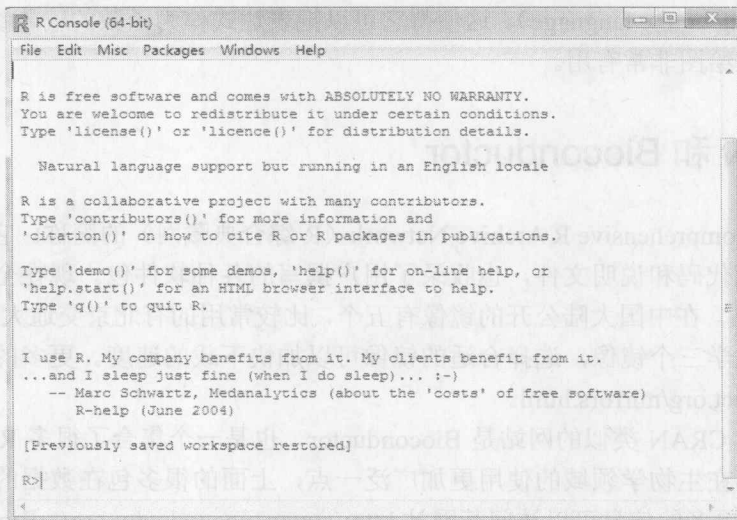 R Console (64-bit)
File Edit Misc Packages Windows Help
R is free software and comes with ABSOLUTELY NO WARRANTY.
You are welcome to redistribute it under certain conditions.
Type 'license()' or 'licence()' for distribution details.
Natural language support but running in an English locale
R is a collaborative project with many contributors.
Type 'contributors()' for more information and
'citation()' on how to cite R or R packages in publications.
Type 'demo()' for some demos, 'help()' for on-line help, or
'help.start()' for an HTML browser interface to help.
Type 'q()' to quit R.
I use R. My company benefits from it. My clients benefit from it.
...and I sleep just fine (when I do sleep)... :-)
-- Marc Schwartz, Medanalytics (about the 'costs' of free software)
R-help (June 2004)
[Previously saved workspace restored]
R>